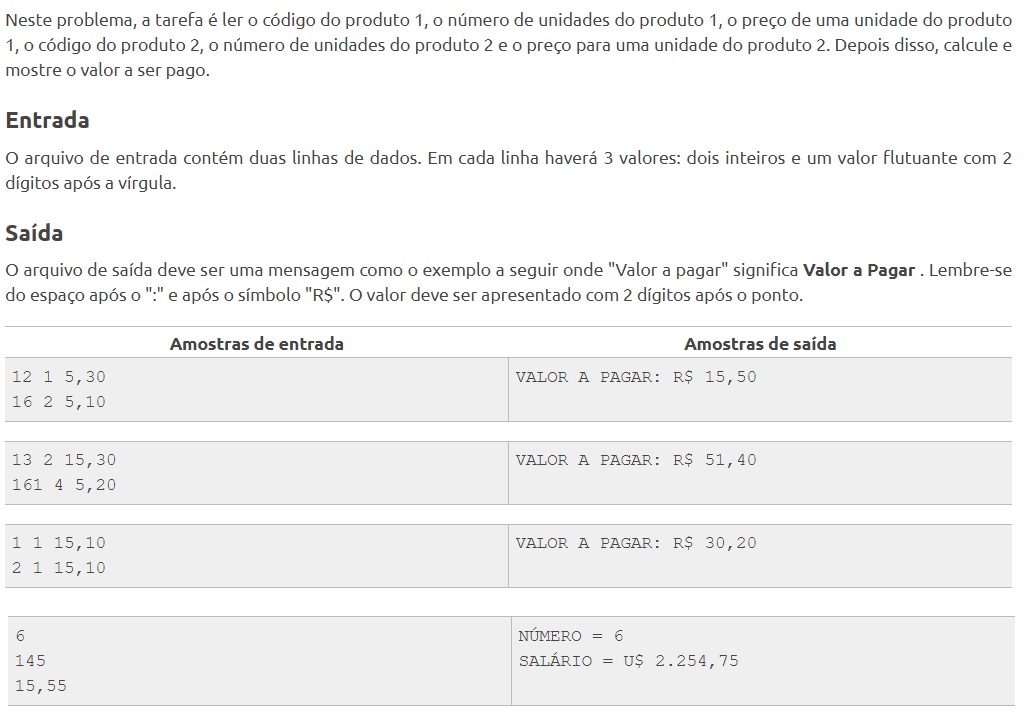 Neste problema, a tarefa é ler o código do produto 1, o número de unidades do produto 1, o preço de uma unidade do produto
1, o código do produto 2, o número de unidades do produto 2 e o preço para uma unidade do produto 2. Depois disso, calcule e
mostre o valor a ser pago.
Entrada
O arquivo de entrada contém duas linhas de dados. Em cada linha haverá 3 valores: dois inteiros e um valor flutuante com 2
dígitos após a vírgula.
Saída
O arquivo de saída deve ser uma mensagem como o exemplo a seguir onde "Valor a pagar" significa Valor a Pagar . Lembre-se
do espaço após o ":" e após o símbolo "R$". O valor deve ser apresentado com 2 dígitos após o ponto.
Amostras de entrada Amostras de saída
12 1 5,30 VALOR A PAGAR: R$ 15,50
16 2 5,10
13 2 15,30 VALOR A PAGAR: R$ 51,40
161 4 5,20
1 1 15,10 VALOR A PAGAR: R$ 30,20
2 1 15,10
6 NÚMERO = 6
145 SALÁRIO = U$ 2.254,75
15,55